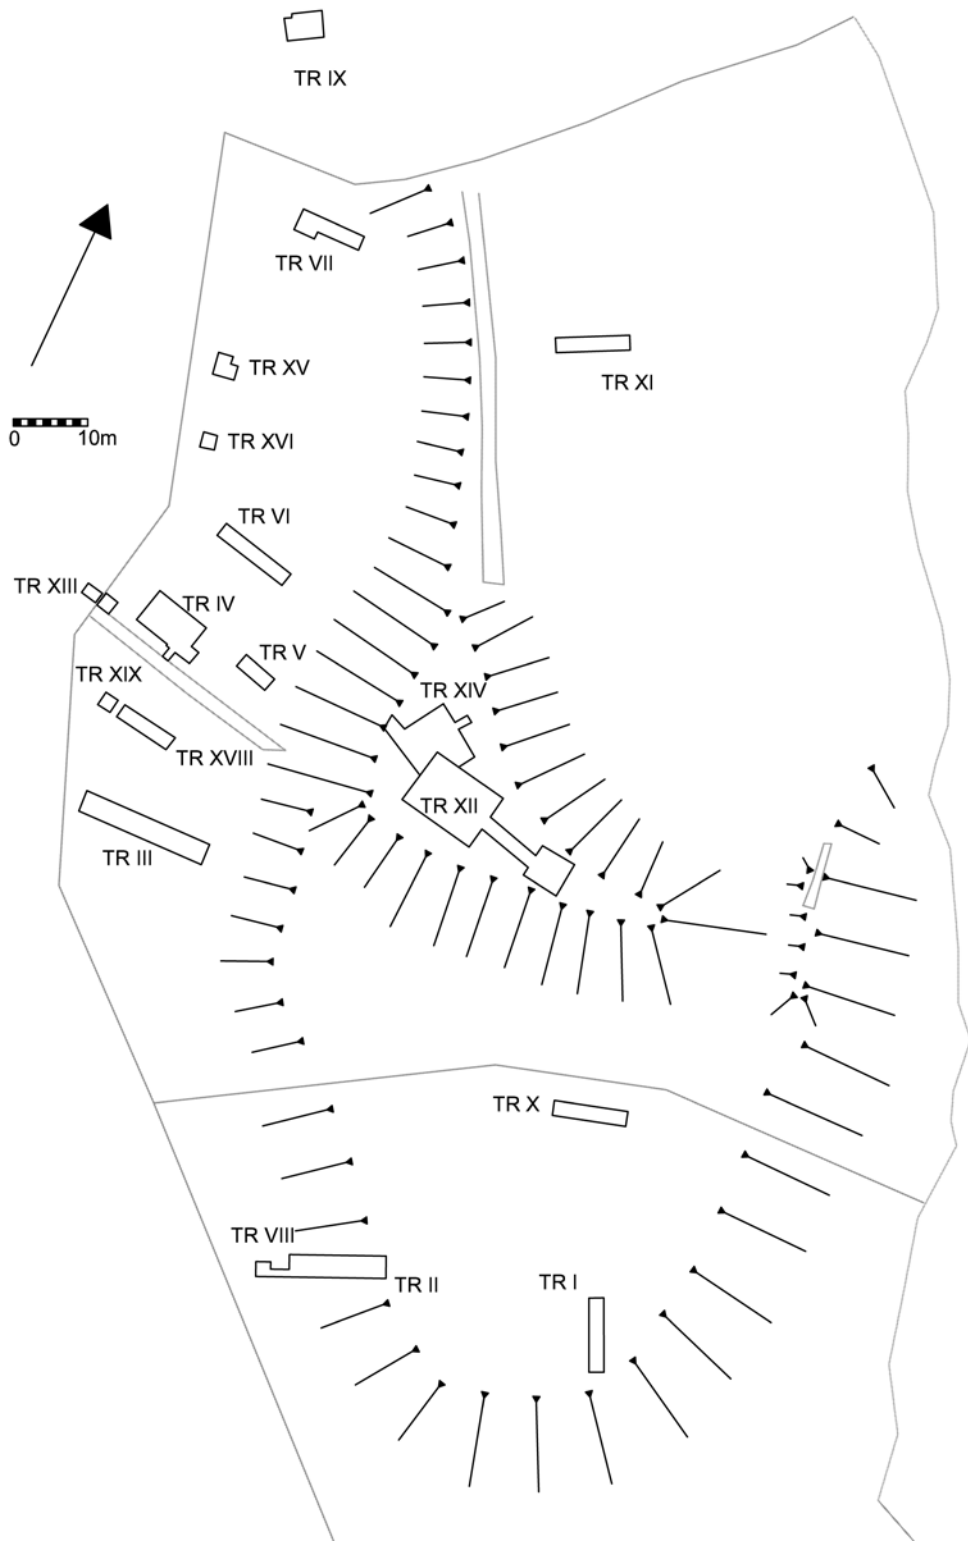 TR IX
TR VII
TR XV
TR XI
0 10m
TR XVI
TR VI
TR XIII
TR IV
TR V
TR XIX
TR XIV
TR XVIII
TR XII
TR III
TR X
TR VIII
TR II
TR I